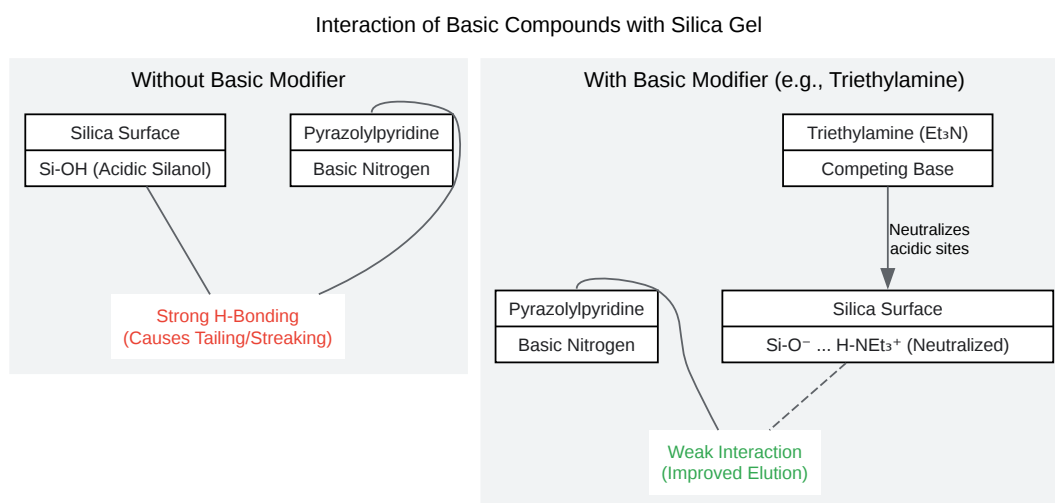 Interaction of Basic Compounds with Silica Gel
Without Basic Modifier
Silica Surface
Si-OH (Acidic Silanol)
Pyrazolylpyridine
Basic Nitrogen
Strong H-Bonding
(Causes Tailing/Streaking)
With Basic Modifier (e.g., Triethylamine)
Triethylamine (Et₃N)
Competing Base
Neutralizes
acidic sites
Pyrazolylpyridine
Basic Nitrogen
Silica Surface
Si-O⁻ ... H-NEt₃⁺ (Neutralized)
Weak Interaction
(Improved Elution)